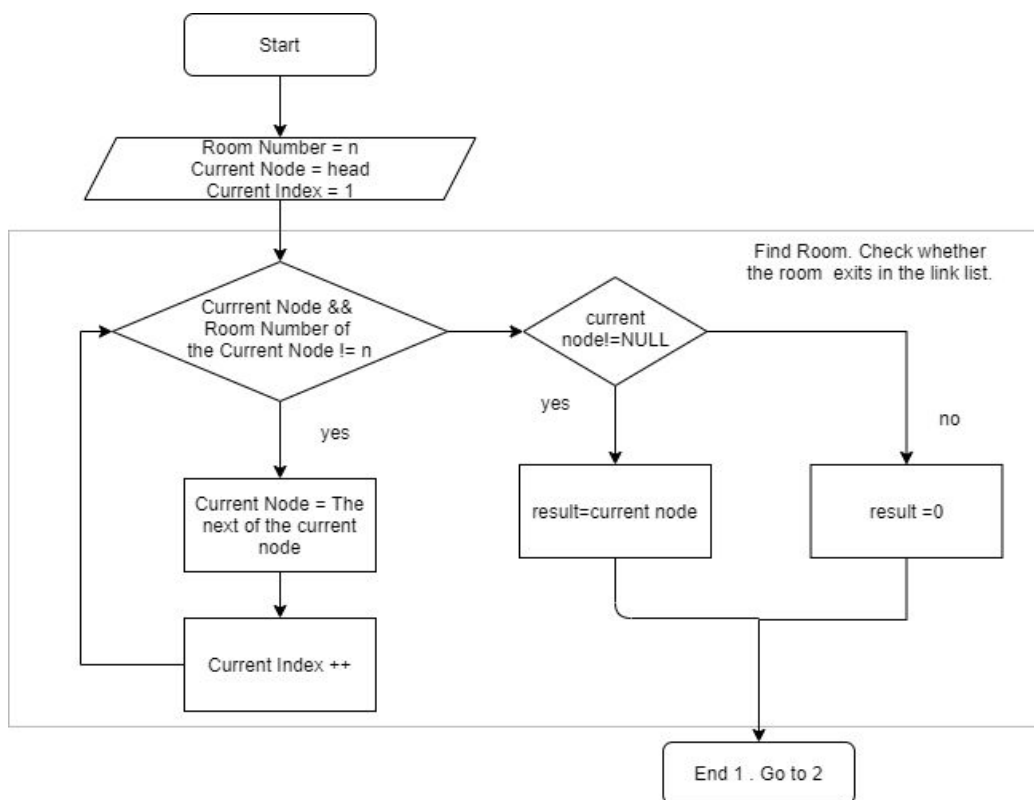 Start
Room Number = n
Current Node = head
Current Index = 1
Find Room. Check whether
the room  exits in the link list.
Currrent Node &&
Room Number of
the Current Node != n
current
node!=NULL
yes
yes
no
Current Node = The
next of the current
node
result=current node
result =0
Current Index ++
End 1 . Go to 2